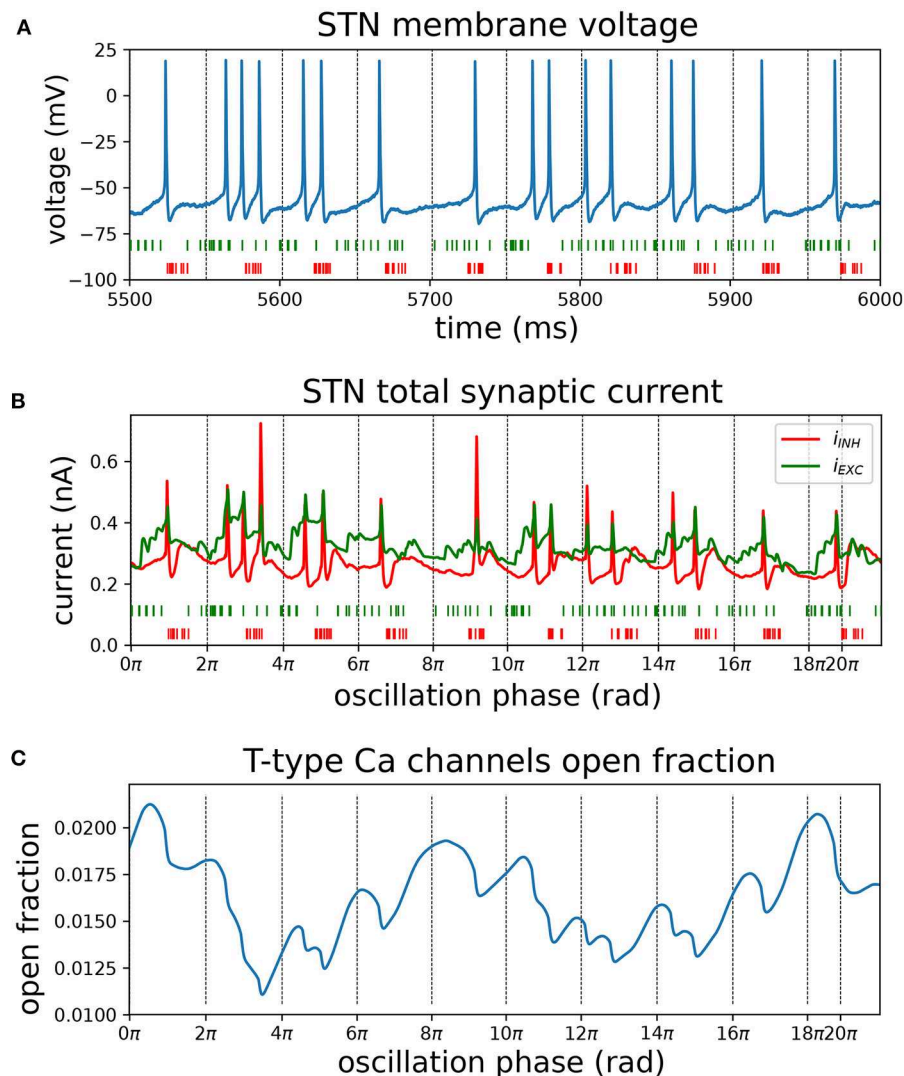 A
STN membrane voltage
voltage (mV)
25
0
−25
−50
−75
−100
5500 5600 5700 5800 5900 6000
time (ms)
B
STN total synaptic current
current (nA)
0.6
0.4
0.2
0.0
i_INH
i_EXC
0π 2π 4π 6π 8π 10π 12π 14π 16π 18π 20π
oscillation phase (rad)
C
T-type Ca channels open fraction
open fraction
0.0200
0.0175
0.0150
0.0125
0.0100
0π 2π 4π 6π 8π 10π 12π 14π 16π 18π 20π
oscillation phase (rad)